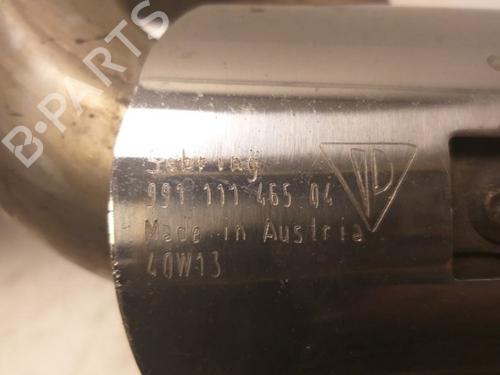 B-PARTS
Sebring
991 111 465 04
Made in Austria
40W13